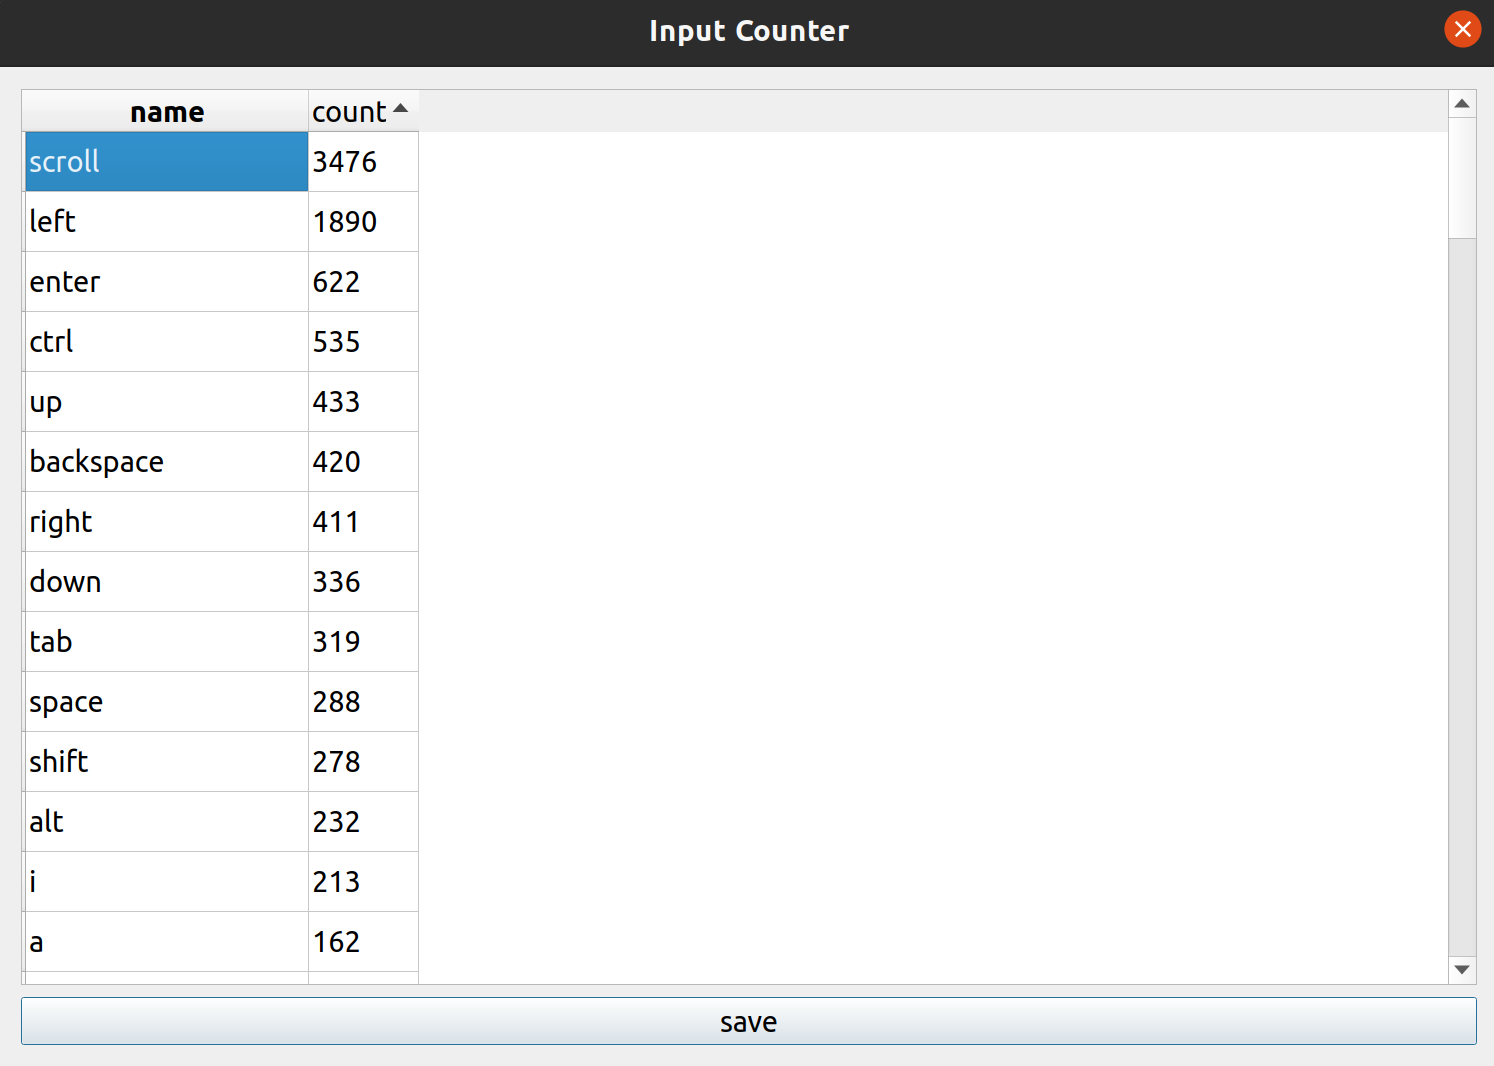 Input Counter
name count
scroll 3476
left 1890
enter 622
ctrl 535
up 433
backspace 420
right 411
down 336
tab 319
space 288
shift 278
alt 232
i 213
a 162
save